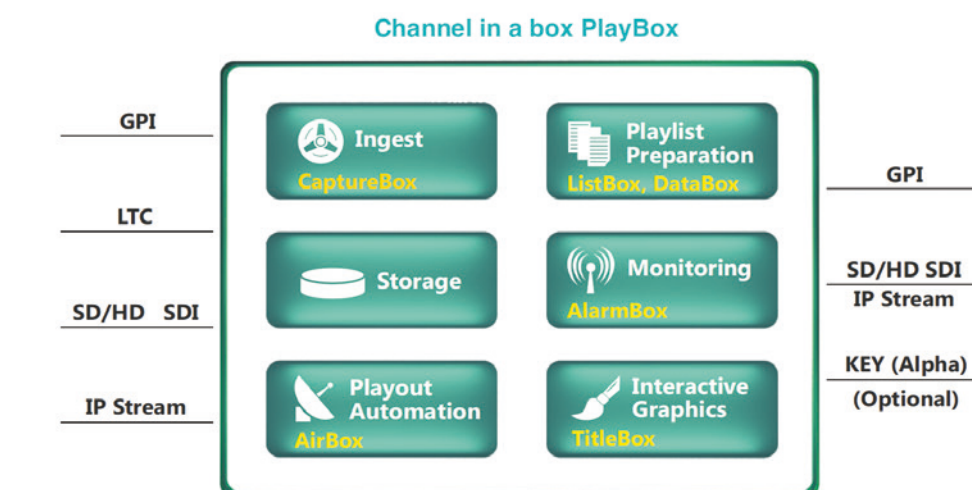 Channel in a box PlayBox
GPI
LTC
SD/HD SDI
IP Stream
Ingest
CaptureBox
Playlist
Preparation
ListBox, DataBox
Storage
Monitoring
AlarmBox
Playout
Automation
AirBox
Interactive
Graphics
TitleBox
GPI
SD/HD SDI
IP Stream
KEY (Alpha)
(Optional)